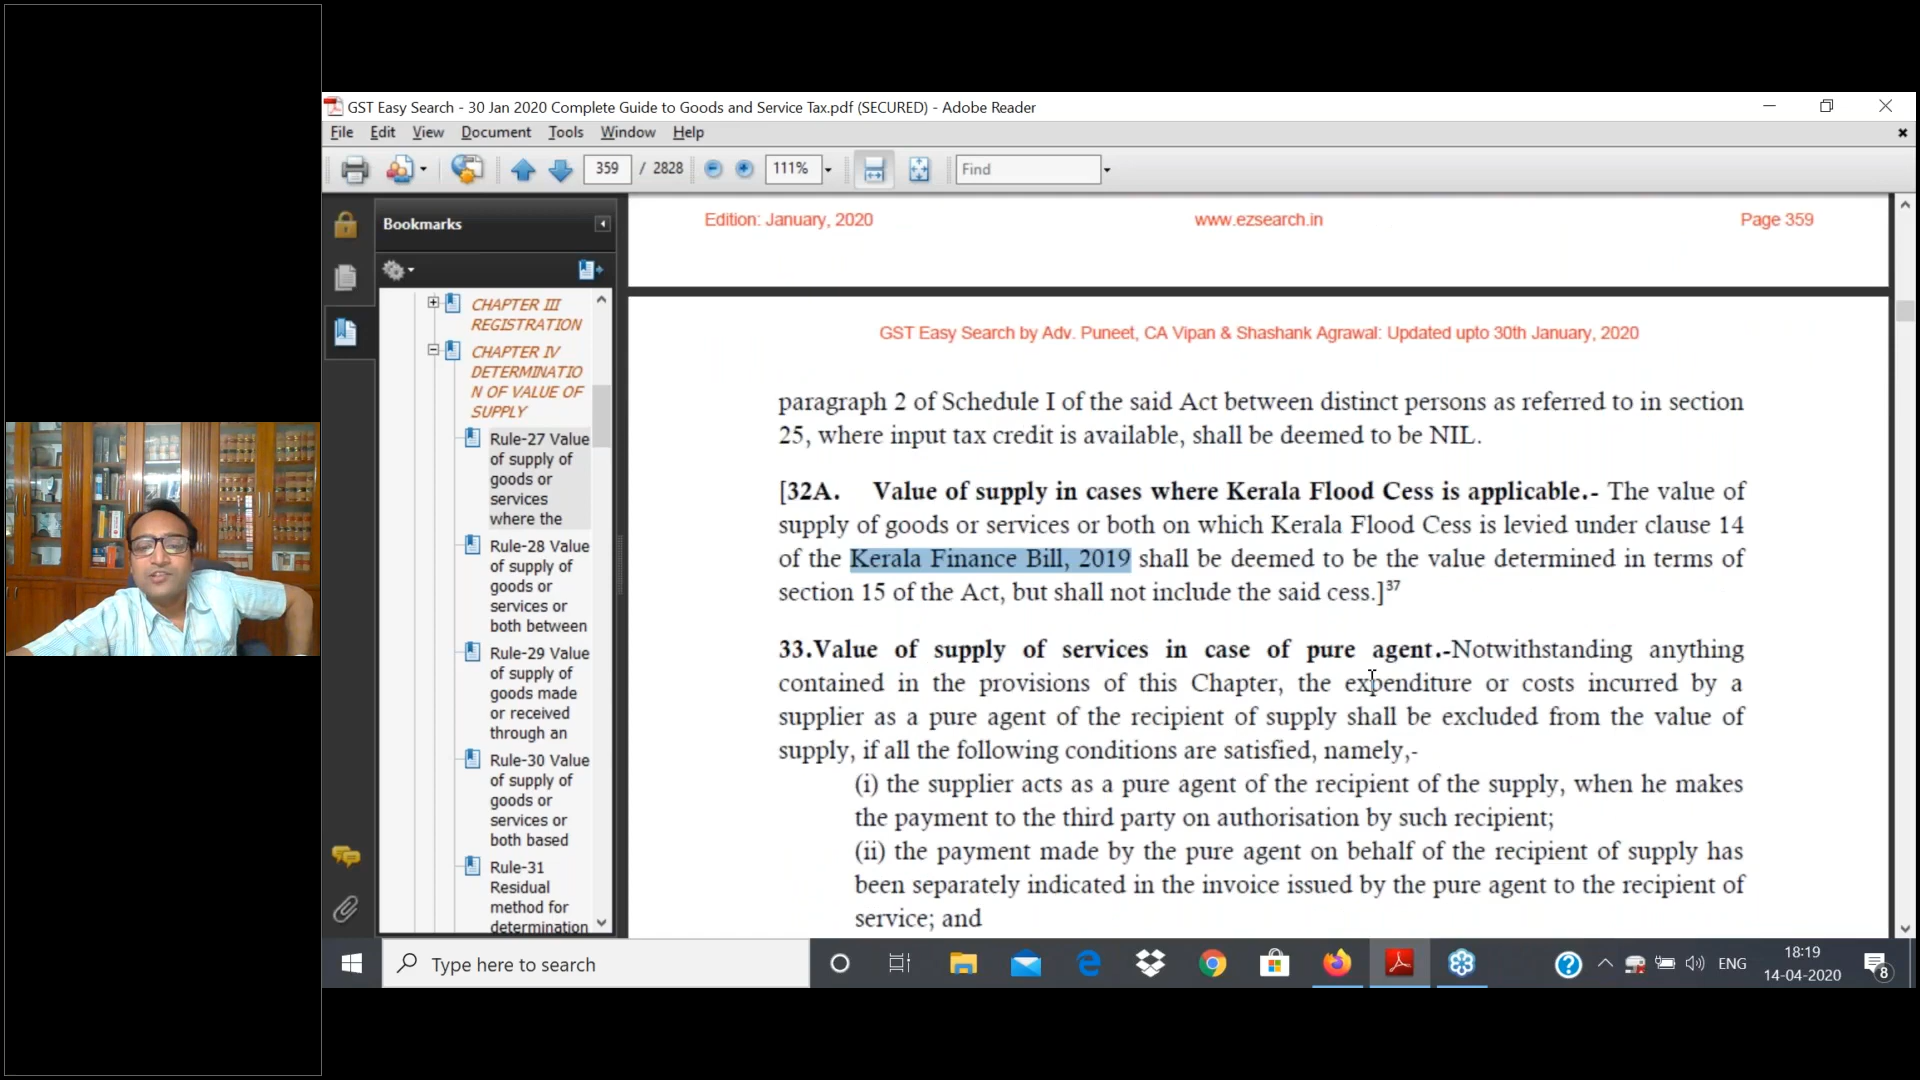 GST Easy Search - 30 Jan 2020 Complete Guide to Goods and Service Tax.pdf (SECURED) - Adobe Reader
File Edit View Document Tools Window Help
359 / 2828 111% Find
Bookmarks
CHAPTER III
REGISTRATION
CHAPTER IV
DETERMINATIO
N OF VALUE OF
SUPPLY
Rule-27 Value
of supply of
goods or
services
where the
Rule-28 Value
of supply of
goods or
services or
both between
Rule-29 Value
of supply of
goods made
or received
through an
Rule-30 Value
of supply of
goods or
services or
both based
Rule-31
Residual
method for
determination
Edition: January, 2020 www.ezsearch.in Page 359
GST Easy Search by Adv. Puneet, CA Vipan & Shashank Agrawal: Updated upto 30th January, 2020
paragraph 2 of Schedule I of the said Act between distinct persons as referred to in section
25, where input tax credit is available, shall be deemed to be NIL.
[32A. Value of supply in cases where Kerala Flood Cess is applicable.- The value of
supply of goods or services or both on which Kerala Flood Cess is levied under clause 14
of the Kerala Finance Bill, 2019 shall be deemed to be the value determined in terms of
section 15 of the Act, but shall not include the said cess.]37
33.Value of supply of services in case of pure agent.-Notwithstanding anything
contained in the provisions of this Chapter, the expenditure or costs incurred by a
supplier as a pure agent of the recipient of supply shall be excluded from the value of
supply, if all the following conditions are satisfied, namely,-
(i) the supplier acts as a pure agent of the recipient of the supply, when he makes
the payment to the third party on authorisation by such recipient;
(ii) the payment made by the pure agent on behalf of the recipient of supply has
been separately indicated in the invoice issued by the pure agent to the recipient of
service; and
Type here to search
ENG
18:19
14-04-2020
8